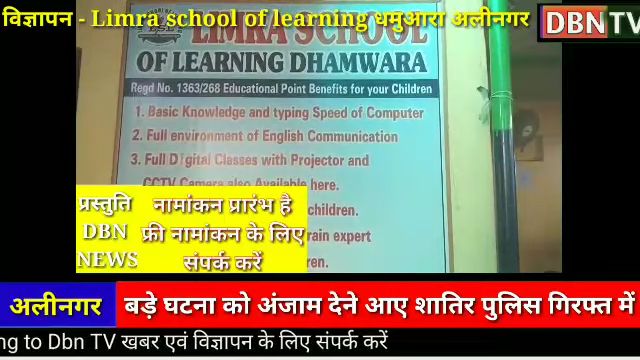 विज्ञापन - Limra school of learning धमुआरा अलीनगर
DBN TV
LIMRA SCHOOL
OF LEARNING DHAMWARA
Regd No. 1363/268 Educational Point Benefits for your Children
1. Basic Knowledge and typing Speed of Computer
2. Full environment of English Communication
3. Full Digital Classes with Projector and
CCTV Camera also Available here.
children.
rain expert
ren.
प्रस्तुति
DBN
NEWS
नामांकन प्रारंभ है
फ्री नामांकन के लिए
संपर्क करें
अलीनगर
बड़े घटना को अंजाम देने आए शातिर पुलिस गिरफ्त में
ng to Dbn TV खबर एवं विज्ञापन के लिए संपर्क करें